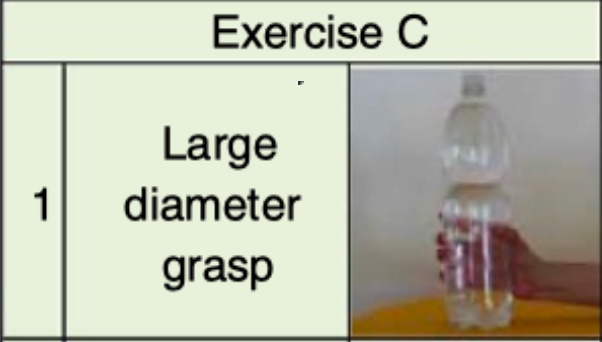 Exercise C
1
Large
diameter
grasp